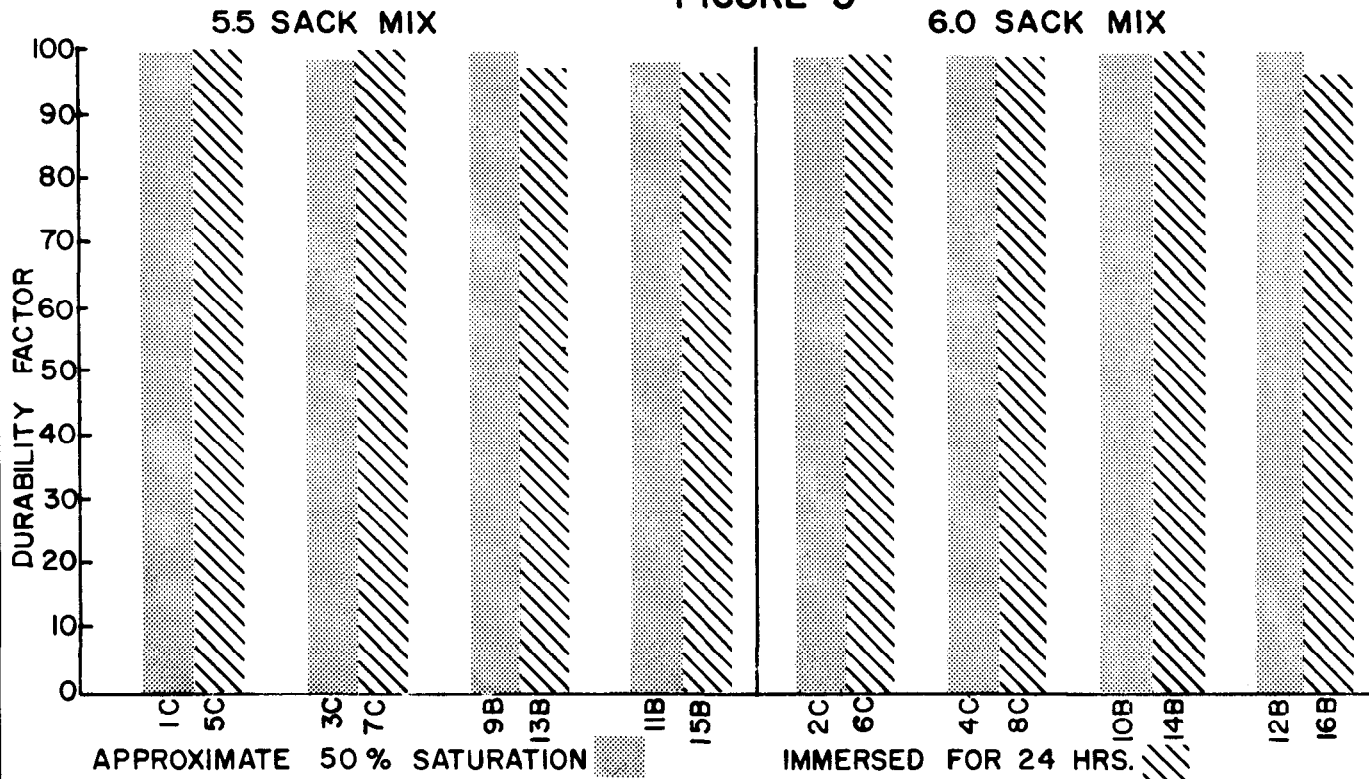 5.5 SACK MIX
6.0 SACK MIX
DURABILITY FACTOR
100
90
80
70
60
50
40
30
20
10
0
1C 5C 3C 7C 9B 13B 11B 15B 2C 6C 4C 8C 10B 14B 12B 16B
APPROXIMATE 50% SATURATION IMMERSED FOR 24 HRS.